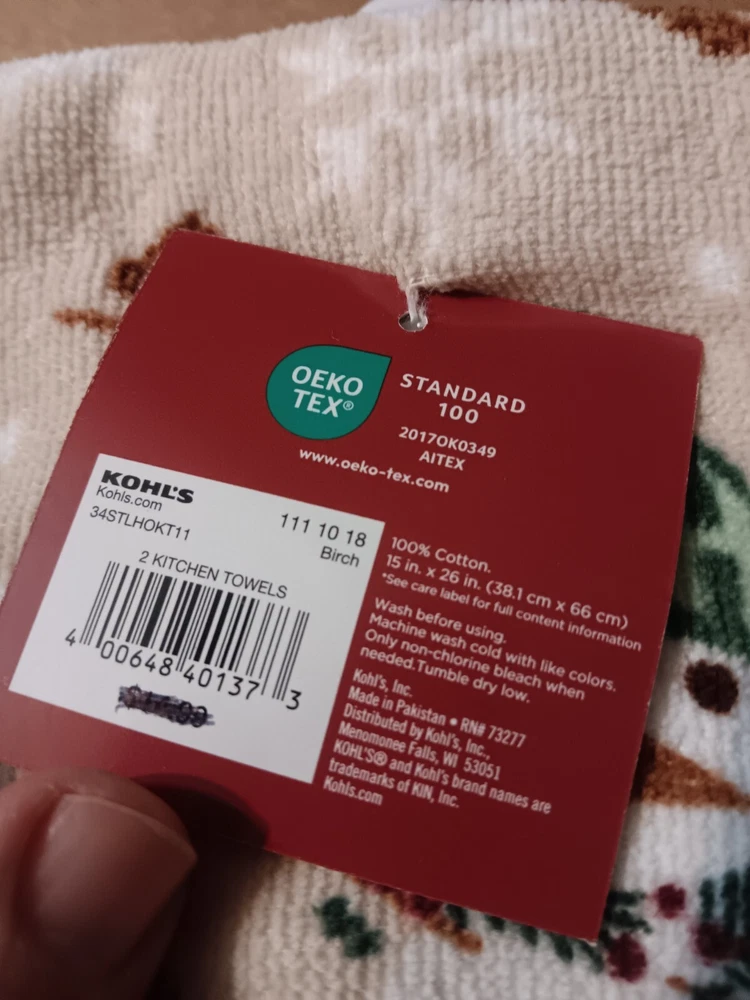 OEKO
TEX®
STANDARD
100
2017OK0349
AITEX
www.oeko-tex.com
KOHL'S
Kohls.com
34STLHOKT11
111 10 18
Birch
2 KITCHEN TOWELS
4 00648 40137 3
100% Cotton.
15 in. x 26 in. (38.1 cm x 66 cm)
*See care label for full content information
Wash before using.
Machine wash cold with like colors.
Only non-chlorine bleach when
needed.Tumble dry low.
Kohl's, Inc.
Made in Pakistan • RN# 73277
Distributed by Kohl's, Inc.,
Menomonee Falls, WI 53051
KOHL'S® and Kohl's brand names are
trademarks of KIN, Inc.
Kohls.com